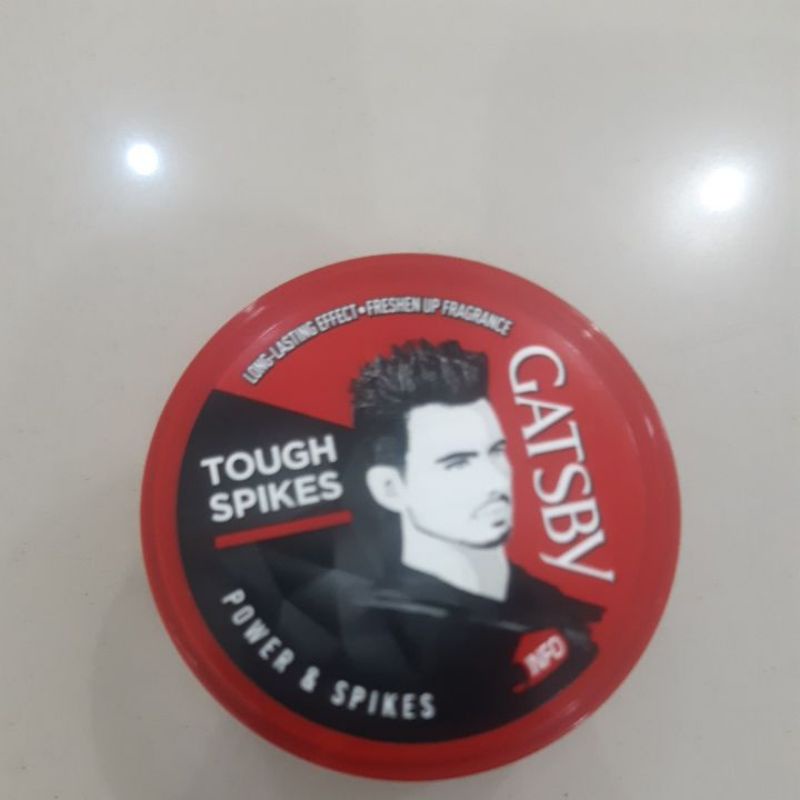 LONG-LASTING EFFECT • FRESHEN UP FRAGRANCE
GATSBY
TOUGH
SPIKES
POWER & SPIKES
INFO